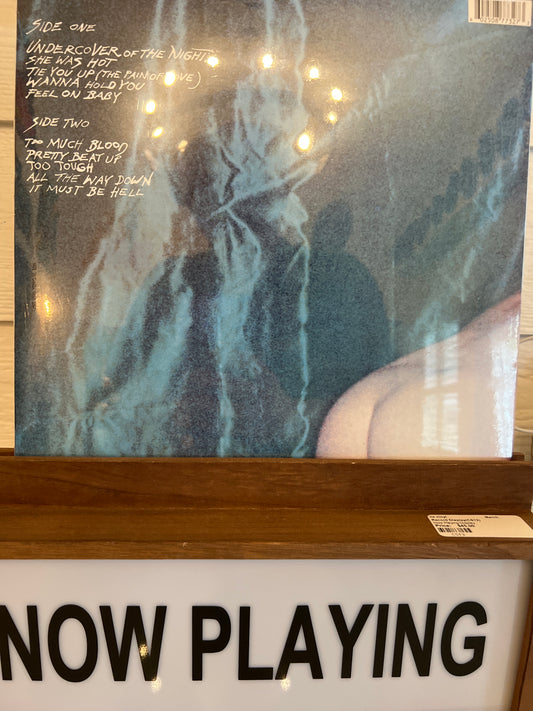 SIDE ONE
UNDERCOVER OF THE NIGHT
SHE WAS HOT
TIE YOU UP (THE PAIN OF LOVE)
WANNA HOLD YOU
FEEL ON BABY
SIDE TWO
TOO MUCH BLOOD
PRETTY BEAT UP
TOO TOUGH
ALL THE WAY DOWN
IT MUST BE HELL
Price:
NOW PLAYING